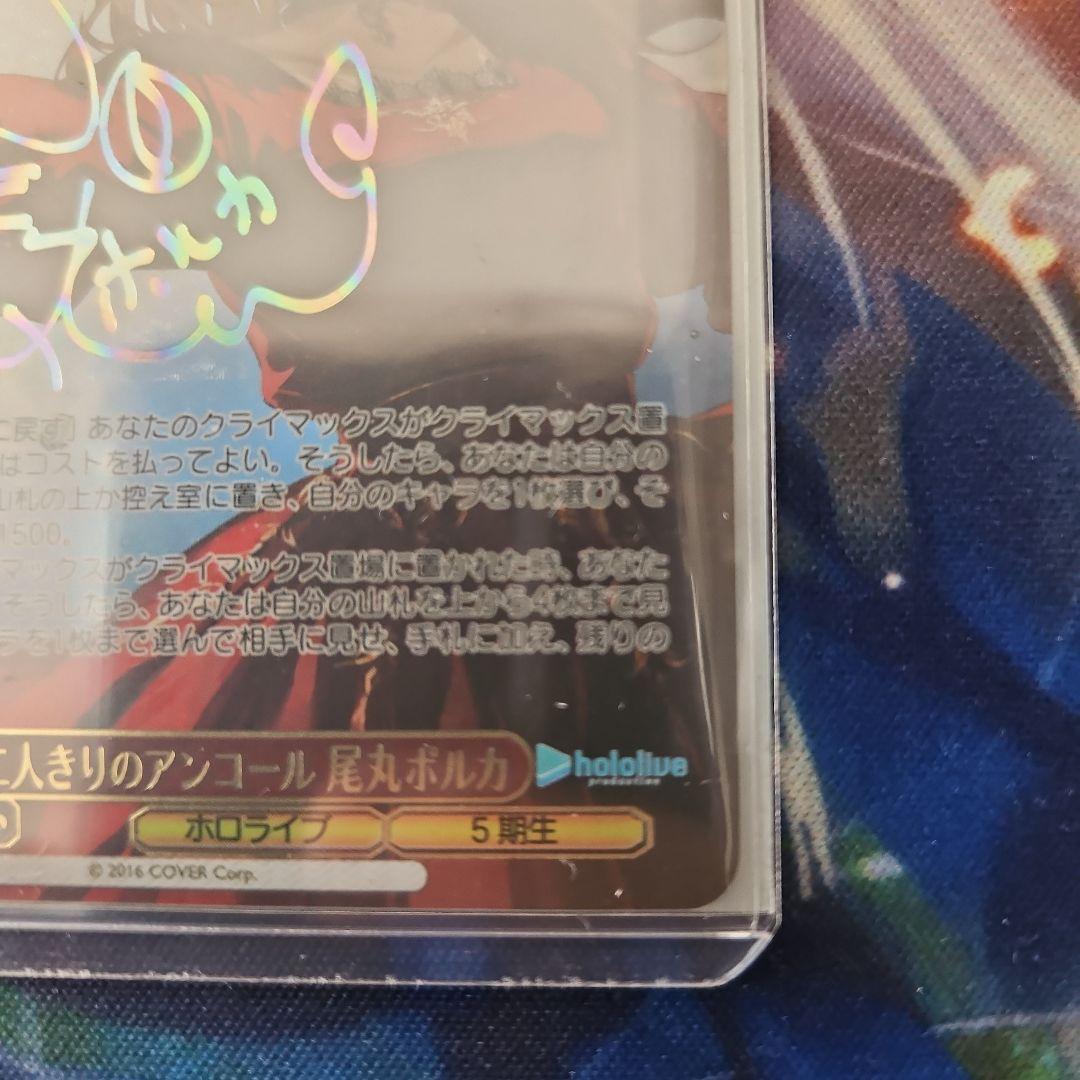 尾丸ポルカ
に戻す］ あなたのクライマックスがクライマックス置
はコストを払ってよい。そうしたら、あなたは自分の
山札の上から控え室に置き、自分のキャラを1枚選び、そ
1500。
マックスがクライマックス置場に置かれた時、あなた
そうしたら、あなたは自分の山札を上から4枚まで見
ラを1枚まで選んで相手に見せ、手札に加え、残りの
二人きりのアンコール 尾丸ポルカ
hololive
production
ホロライブ
5期生
© 2016 COVER Corp.